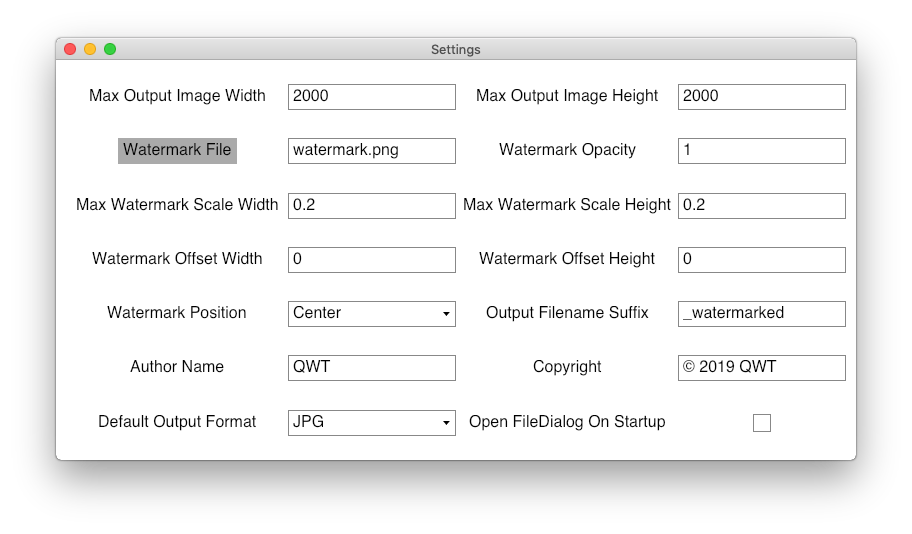 Settings
Max Output Image Width 2000 Max Output Image Height 2000
Watermark File watermark.png Watermark Opacity 1
Max Watermark Scale Width 0.2 Max Watermark Scale Height 0.2
Watermark Offset Width 0 Watermark Offset Height 0
Watermark Position Center Output Filename Suffix _watermarked
Author Name QWT Copyright © 2019 QWT
Default Output Format JPG Open FileDialog On Startup